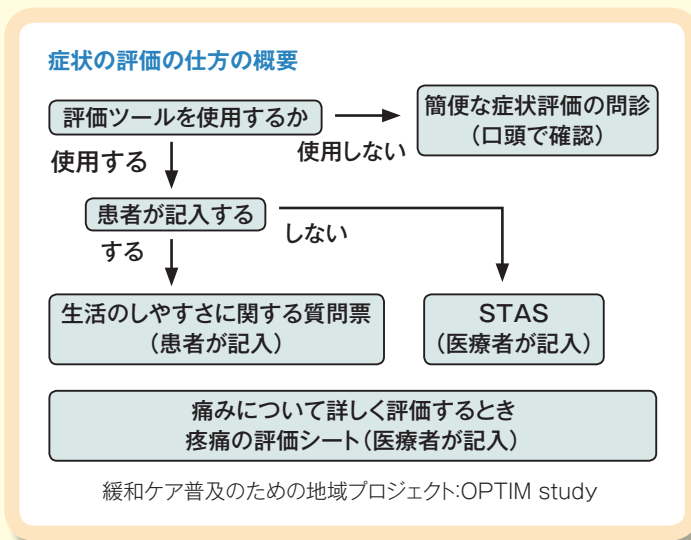 症状の評価の仕方の概要
評価ツールを使用するか
簡便な症状評価の問診
(口頭で確認)
使用する
使用しない
患者が記入する
する
しない
生活のしやすさに関する質問票
(患者が記入)
STAS
(医療者が記入)
痛みについて詳しく評価するとき
疼痛の評価シート(医療者が記入)
緩和ケア普及のための地域プロジェクト:OPTIM study